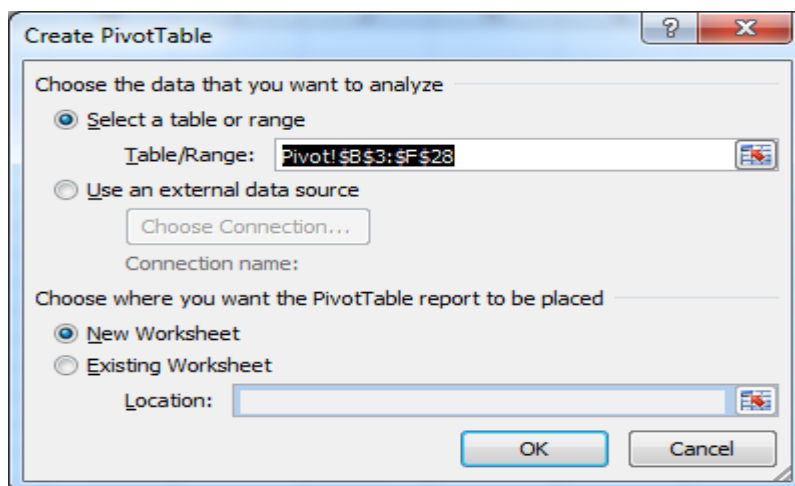 Create PivotTable
?
Choose the data that you want to analyze
Select a table or range
Table/Range: Pivot!$B$3:$F$28
Use an external data source
Choose Connection...
Connection name:
Choose where you want the PivotTable report to be placed
New Worksheet
Existing Worksheet
Location:
OK Cancel